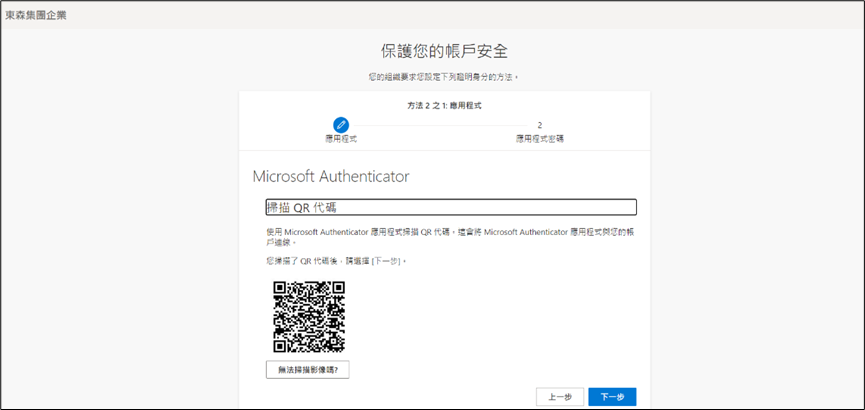 東森集團企業
保護您的帳戶安全
您的組織要求您設定下列證明身分的方法。
方法 2 之 1: 應用程式
2
應用程式
應用程式密碼
Microsoft Authenticator
掃描 QR 代碼
使用 Microsoft Authenticator 應用程式掃描 QR 代碼。這會將 Microsoft Authenticator 應用程式與您的帳
戶連線。
您掃描了 QR 代碼後，請選擇 [下一步]。
無法掃描影像嗎?
上一步
下一步